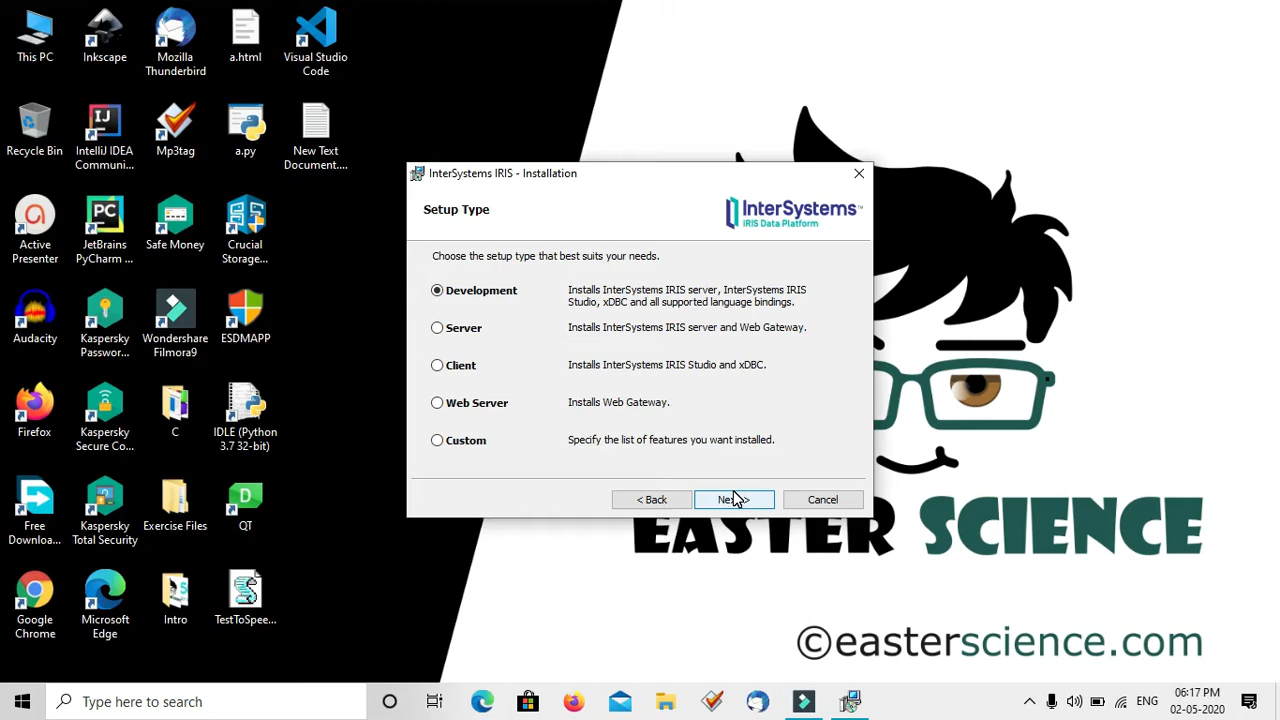 This PC
Inkscape
Mozilla
Thunderbird
a.html
Visual Studio
Code
Recycle Bin
IntelliJ IDEA
Communi...
Mp3tag
a.py
New Text
Document....
Active
Presenter
JetBrains
PyCharm ...
Safe Money
Crucial
Storage...
Audacity
Kaspersky
Passwor...
Wondershare
Filmora9
ESDMAPP
Firefox
Kaspersky
Secure Co...
C
IDLE (Python
3.7 32-bit)
Free
Downloa...
Kaspersky
Total Security
Exercise Files
QT
Google
Chrome
Microsoft
Edge
Intro
TestToSpee...
InterSystems IRIS - Installation
Setup Type
InterSystems™
IRIS Data Platform
Choose the setup type that best suits your needs.
Development
Installs InterSystems IRIS server, InterSystems IRIS
Studio, xDBC and all supported language bindings.
Server
Installs InterSystems IRIS server and Web Gateway.
Client
Installs InterSystems IRIS Studio and xDBC.
Web Server
Installs Web Gateway.
Custom
Specify the list of features you want installed.
< Back
Cancel
EASTER SCIENCE
©easterscience.com
Type here to search
ENG
06:17 PM
02-05-2020